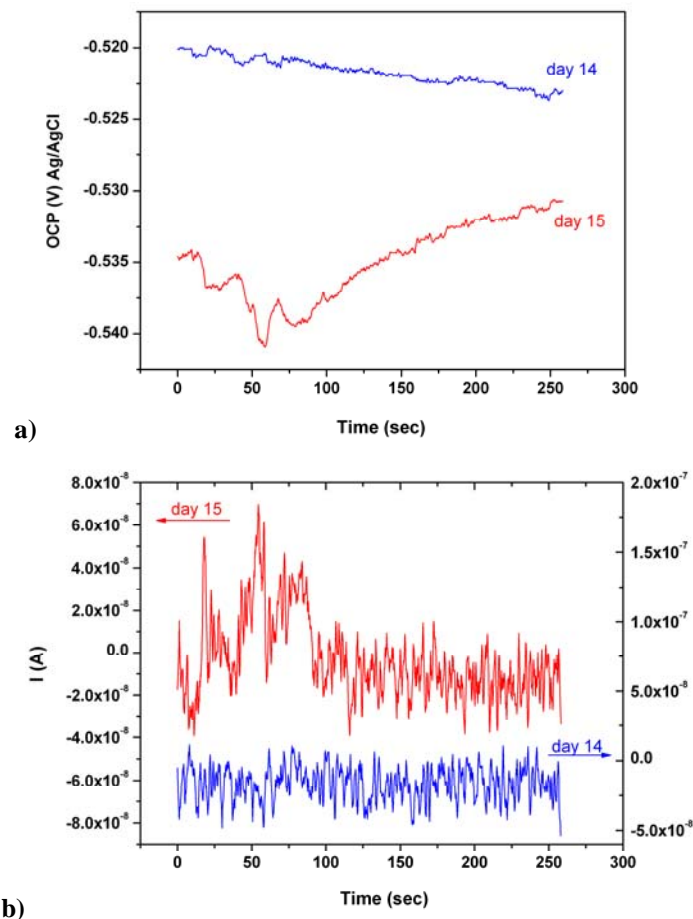 -0.520
-0.525
-0.530
-0.535
-0.540
OCP (V) Ag/AgCl
day 14
day 15
0 50 100 150 200 250 300
Time (sec)
a)
8.0x10⁻⁸
6.0x10⁻⁸
4.0x10⁻⁸
2.0x10⁻⁸
0.0
-2.0x10⁻⁸
-4.0x10⁻⁸
-6.0x10⁻⁸
-8.0x10⁻⁸
I (A)
day 15
day 14
2.0x10⁻⁷
1.5x10⁻⁷
1.0x10⁻⁷
5.0x10⁻⁸
0.0
-5.0x10⁻⁸
0 50 100 150 200 250 300
Time (sec)
b)